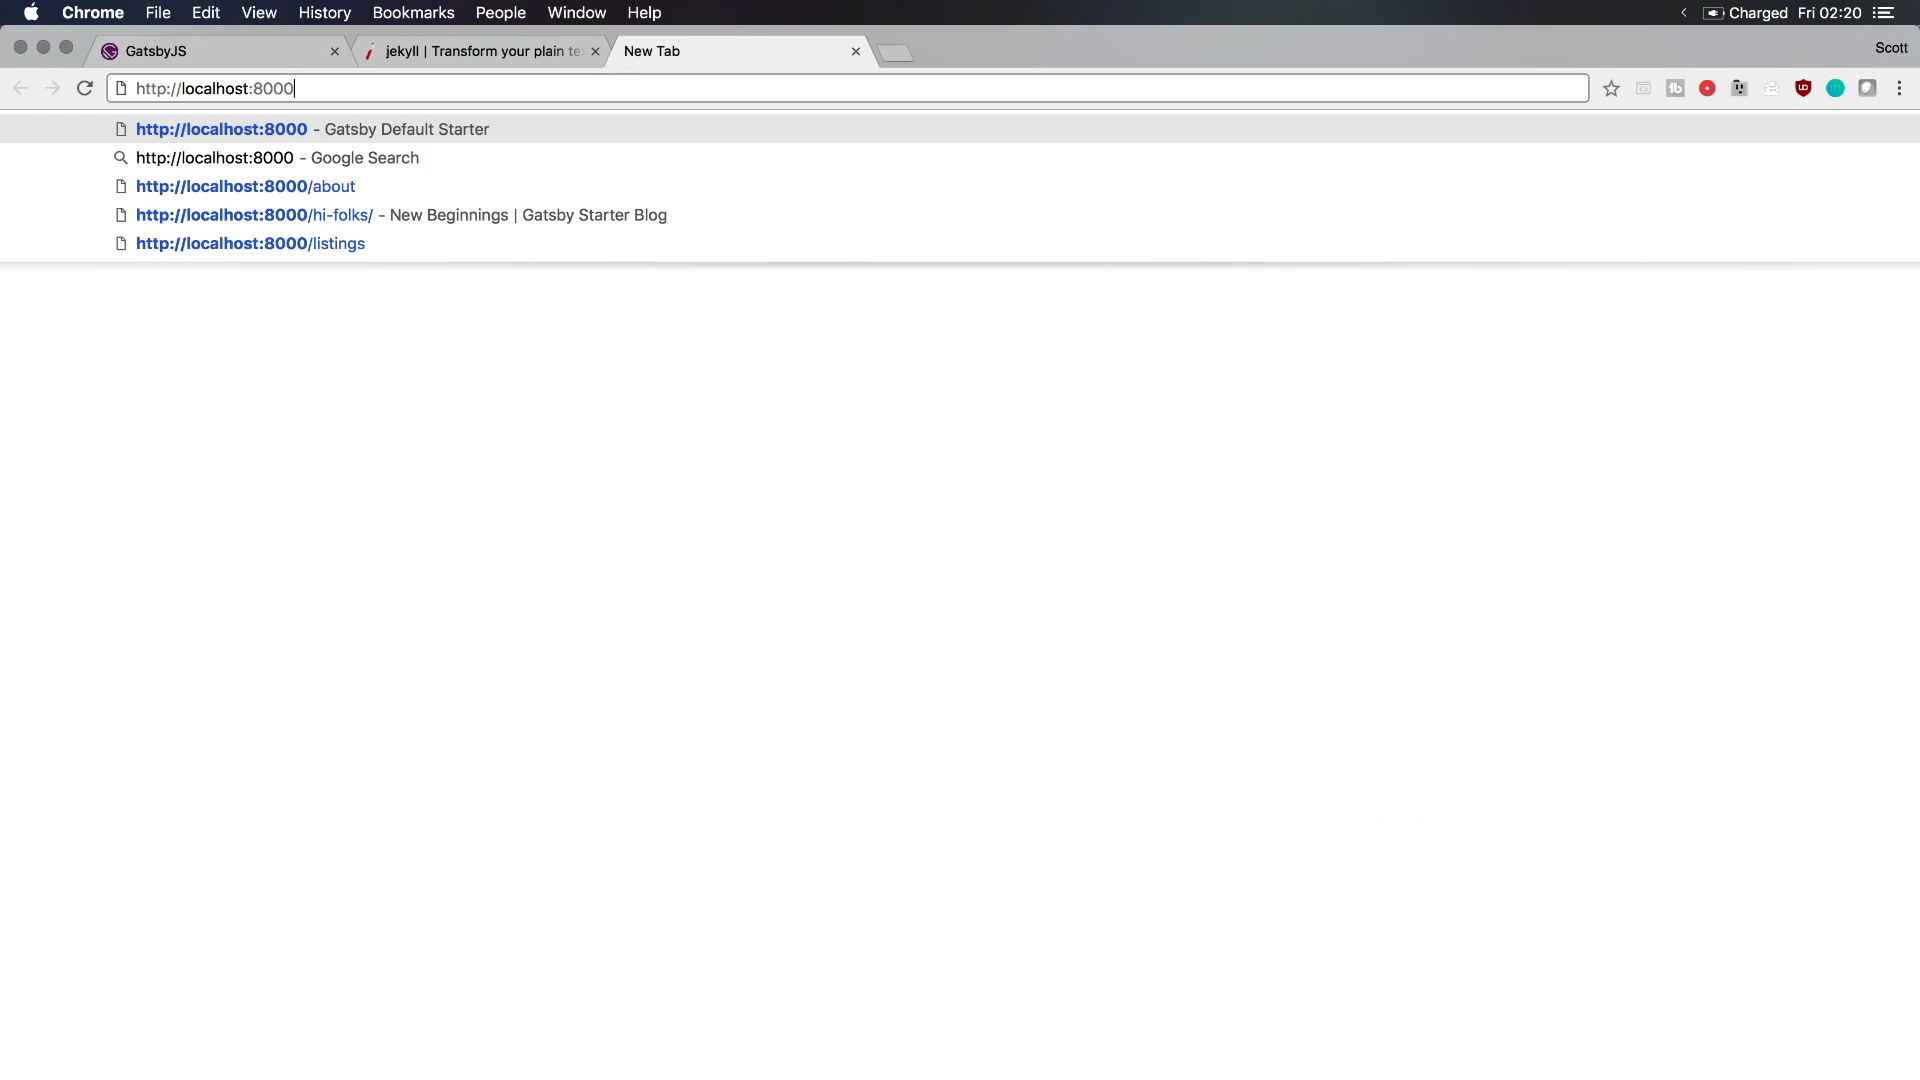 Chrome File Edit View History Bookmarks People Window Help Charged Fri 02:20
GatsbyJS jekyll | Transform your plain te New Tab Scott
http://localhost:8000
http://localhost:8000 - Gatsby Default Starter
http://localhost:8000 - Google Search
http://localhost:8000/about
http://localhost:8000/hi-folks/ - New Beginnings | Gatsby Starter Blog
http://localhost:8000/listings